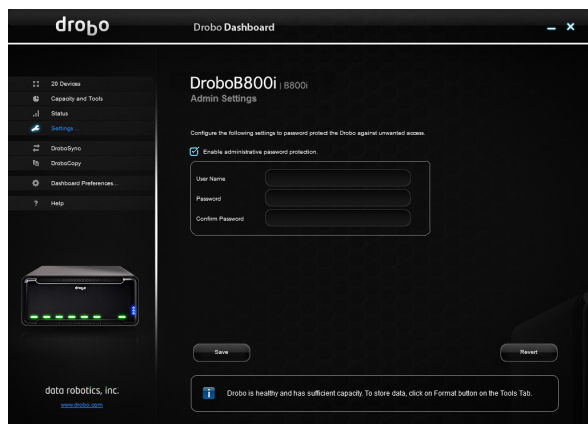 drobo
Drobo Dashboard
20 Devices
Capacity and Tools
Status
Settings ...
DroboSync
DroboCopy
Dashboard Preferences...
? Help
DroboB800i | B800i
Admin Settings
Configure the following settings to password protect the Drobo against unwanted access.
Enable administrative password protection.
User Name
Password
Confirm Password
drobo
Save
Revert
data robotics, inc.
www.drobo.com
Drobo is healthy and has sufficient capacity. To store data, click on Format button on the Tools Tab.